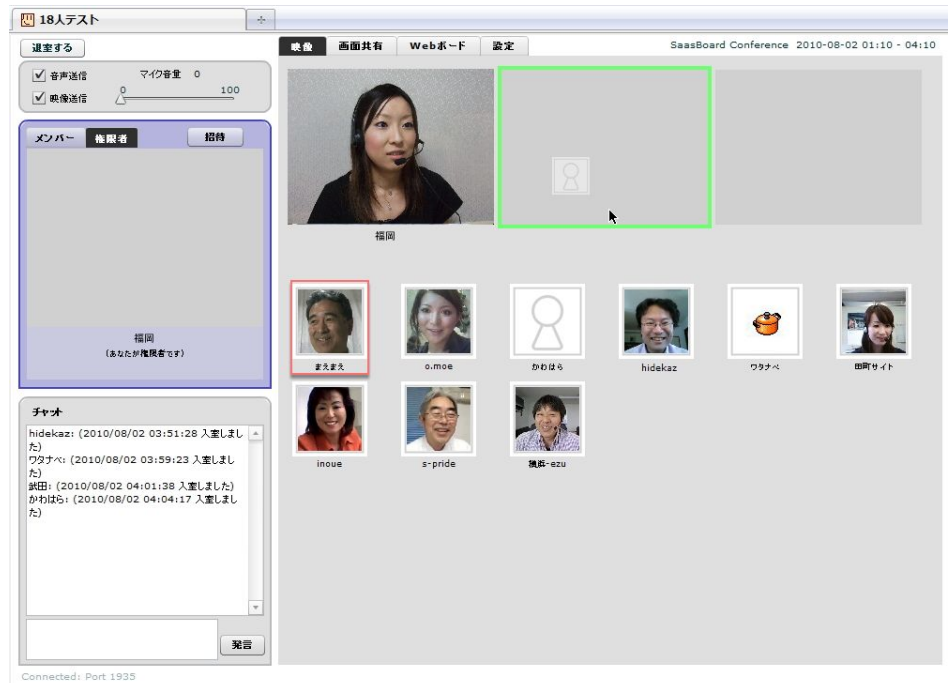 18人テスト
退室する
映像 画面共有 Webボード 設定
SaasBoard Conference 2010-08-02 01:10 - 04:10
音声送信 マイク音量 0
映像送信 0 100
メンバー 権限者 招待
福岡
(あなたが権限者です)
福岡
まえまえ o.moe かわはら hidekaz ワタナベ 田町サイト
inoue s-pride 横浜-ezu
チャット
hidekaz: (2010/08/02 03:51:28 入室しまし
た)
ワタナベ: (2010/08/02 03:59:23 入室しまし
た)
武田: (2010/08/02 04:01:38 入室しました)
かわはら: (2010/08/02 04:04:17 入室しまし
た)
発言
Connected: Port 1935